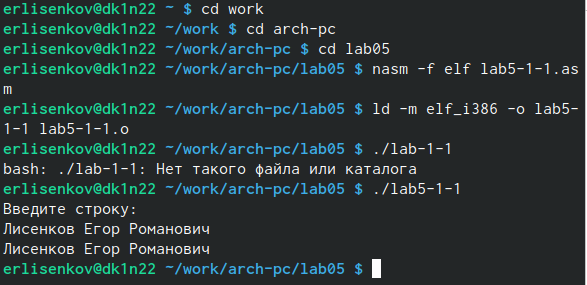 erlisenkov@dk1n22 ~ $ cd work
erlisenkov@dk1n22 ~/work $ cd arch-pc
erlisenkov@dk1n22 ~/work/arch-pc $ cd lab05
erlisenkov@dk1n22 ~/work/arch-pc/lab05 $ nasm -f elf lab5-1-1.as
m
erlisenkov@dk1n22 ~/work/arch-pc/lab05 $ ld -m elf_i386 -o lab5-
1-1 lab5-1-1.o
erlisenkov@dk1n22 ~/work/arch-pc/lab05 $ ./lab-1-1
bash: ./lab-1-1: Нет такого файла или каталога
erlisenkov@dk1n22 ~/work/arch-pc/lab05 $ ./lab5-1-1
Введите строку:
Лисенков Егор Романович
Лисенков Егор Романович
erlisenkov@dk1n22 ~/work/arch-pc/lab05 $